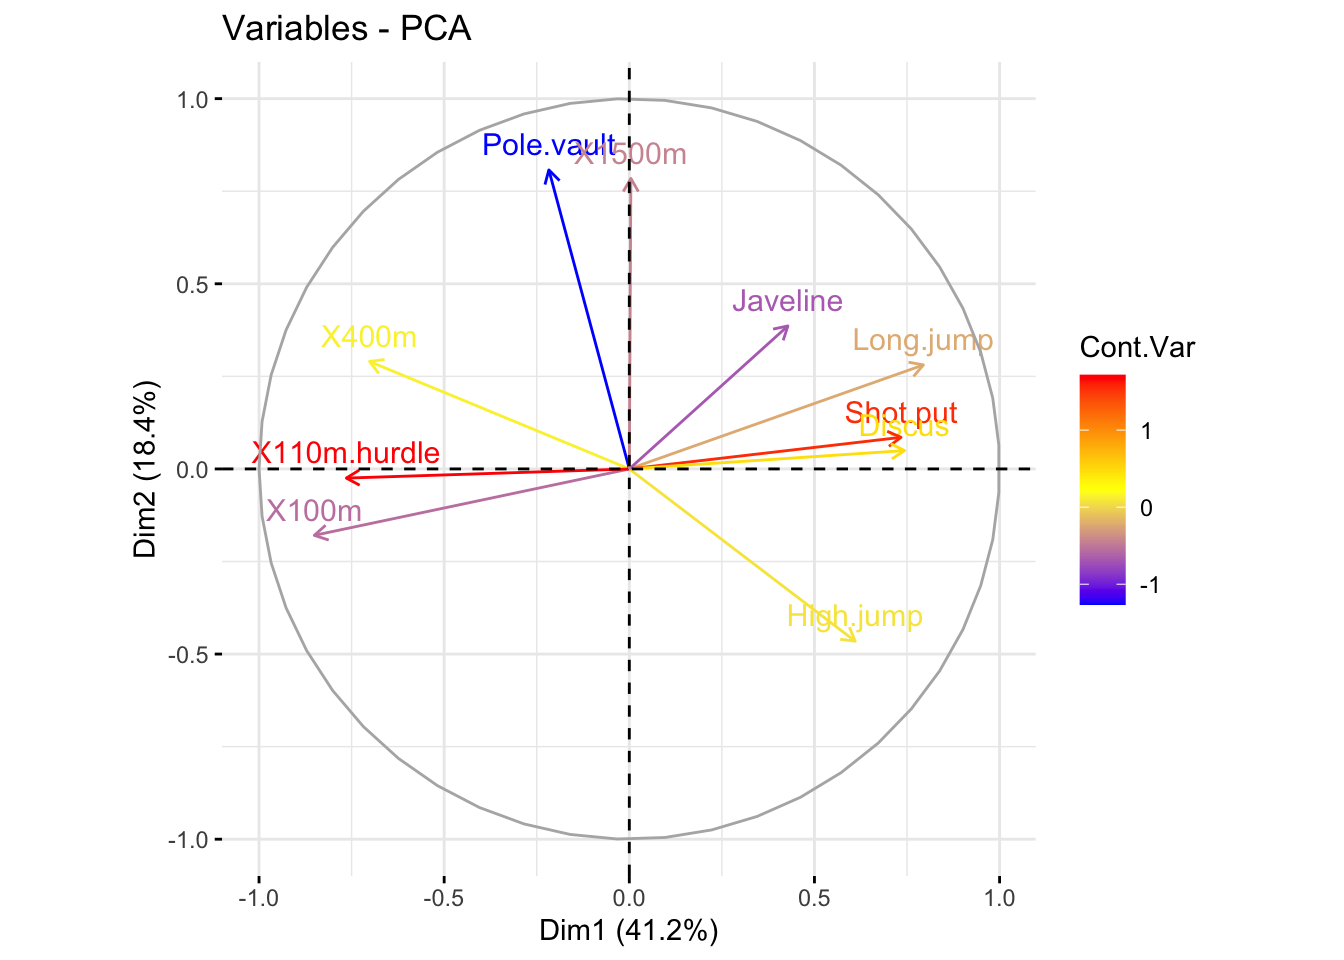 Variables - PCA
1.0
Pole.vault
X1500m
0.5
Javeline
X400m
Long.jump
Shot.put
Discus
X110m.hurdle
0.0
X100m
High.jump
-0.5
-1.0
-1.0 -0.5 0.0 0.5 1.0
Dim1 (41.2%)
Dim2 (18.4%)
Cont.Var
1
0
-1